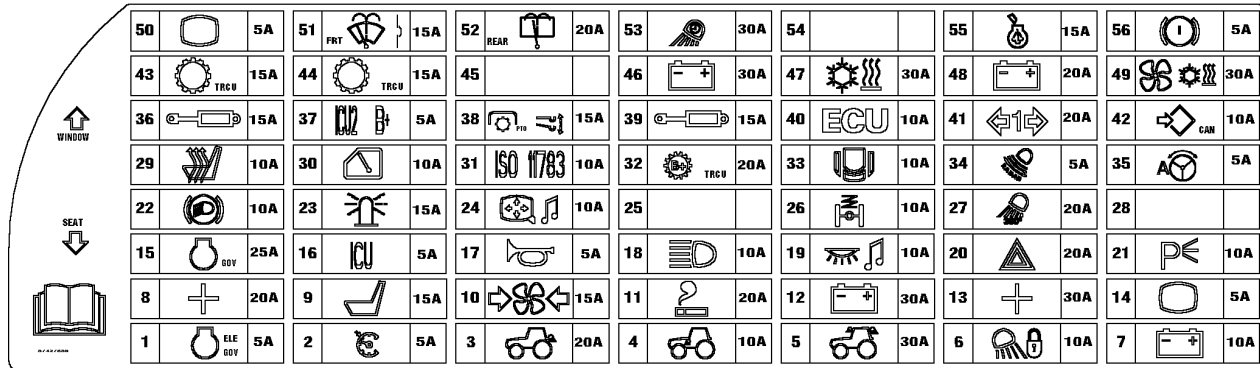 50 5A 51 FRT 15A 52 REAR 20A 53 30A 54 55 15A 56 5A
43 TRCU 15A 44 TRCU 15A 45 46 30A 47 30A 48 20A 49 30A
WINDOW
36 15A 37 ICU2 5A 38 PTO 15A 39 15A 40 ECU 10A 41 1 20A 42 CAN 10A
29 10A 30 10A 31 ISO 11783 10A 32 B+ TRCU 20A 33 10A 34 5A 35 A 5A
22 10A 23 15A 24 10A 25 26 10A 27 20A 28
SEAT
15 GOV 25A 16 ICU 5A 17 5A 18 10A 19 10A 20 20A 21 P 10A
8 20A 9 15A 10 15A 11 20A 12 - + 30A 13 30A 14 5A
1 ELE GOV 5A 2 5A 3 20A 4 10A 5 30A 6 10A 7 - + 10A